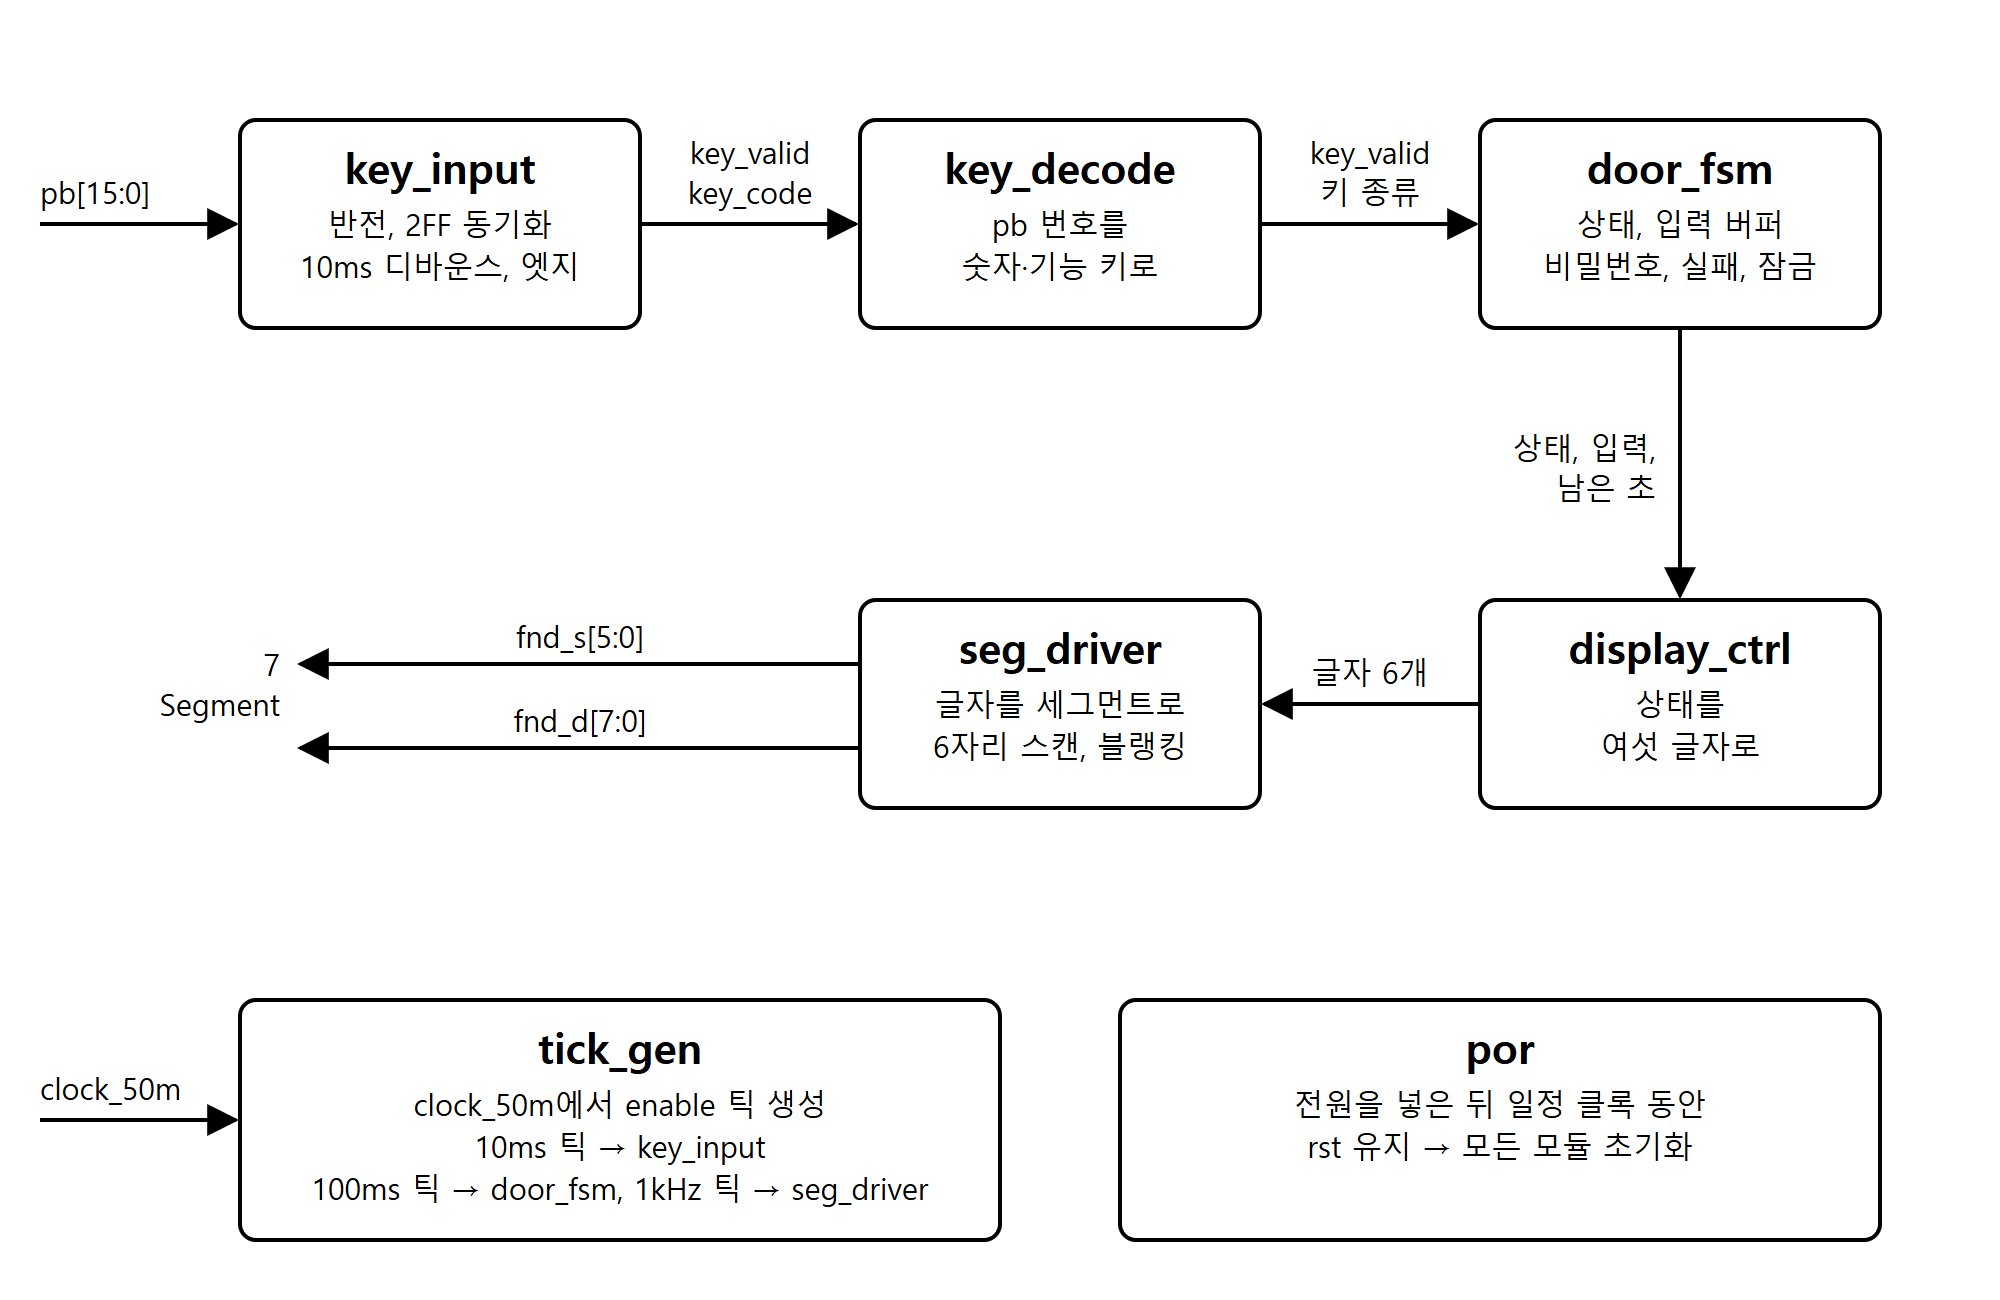 pb[15:0]
key_input
반전, 2FF 동기화
10ms 디바운스, 엣지
key_valid
key_code
key_decode
pb 번호를
숫자·기능 키로
key_valid
키 종류
door_fsm
상태, 입력 버퍼
비밀번호, 실패, 잠금
상태, 입력,
남은 초
7
Segment
fnd_s[5:0]
fnd_d[7:0]
seg_driver
글자를 세그먼트로
6자리 스캔, 블랭킹
글자 6개
display_ctrl
상태를
여섯 글자로
clock_50m
tick_gen
clock_50m에서 enable 틱 생성
10ms 틱 → key_input
100ms 틱 → door_fsm, 1kHz 틱 → seg_driver
por
전원을 넣은 뒤 일정 클록 동안
rst 유지 → 모든 모듈 초기화